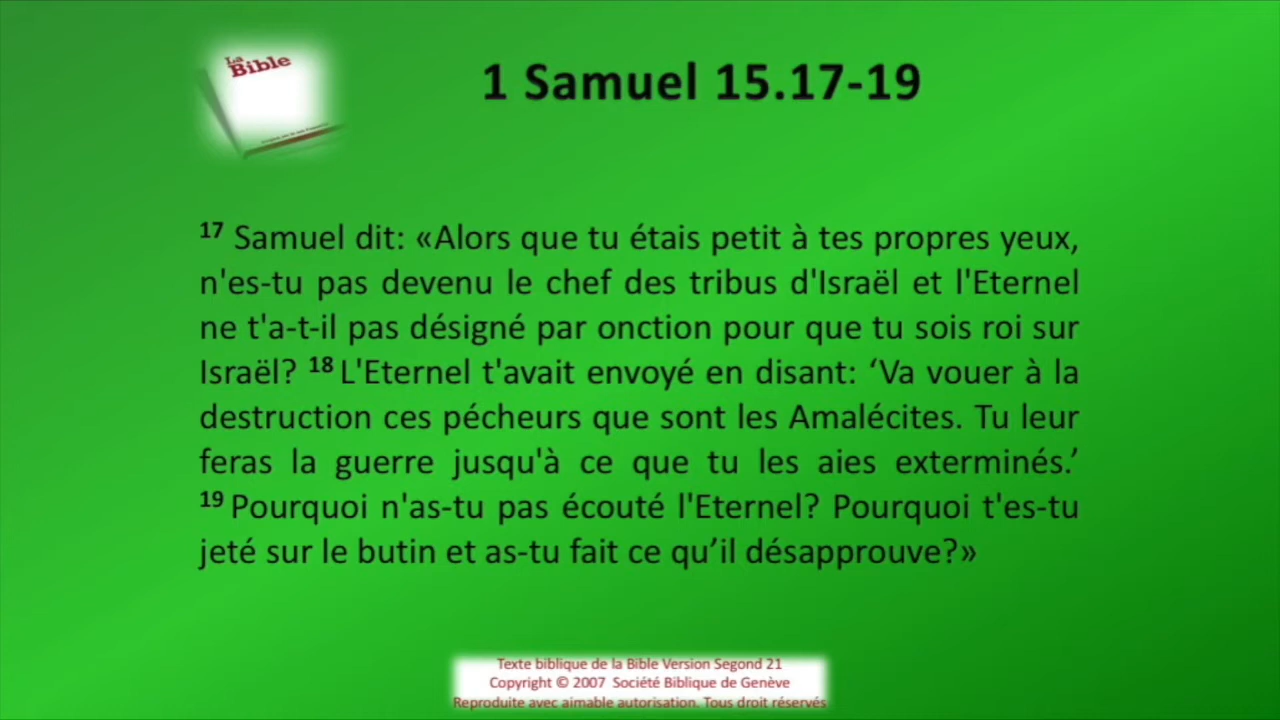 La
Bible
1 Samuel 15.17-19
17 Samuel dit: «Alors que tu étais petit à tes propres yeux,
n'es-tu pas devenu le chef des tribus d'Israël et l'Eternel
ne t'a-t-il pas désigné par onction pour que tu sois roi sur
Israël? 18 L'Eternel t'avait envoyé en disant: ‘Va vouer à la
destruction ces pécheurs que sont les Amalécites. Tu leur
feras la guerre jusqu'à ce que tu les aies exterminés.’
19 Pourquoi n'as-tu pas écouté l'Eternel? Pourquoi t'es-tu
jeté sur le butin et as-tu fait ce qu’il désapprouve?»
Texte biblique de la Bible Version Segond 21
Copyright © 2007 Société Biblique de Genève
Reproduite avec aimable autorisation. Tous droit réservés